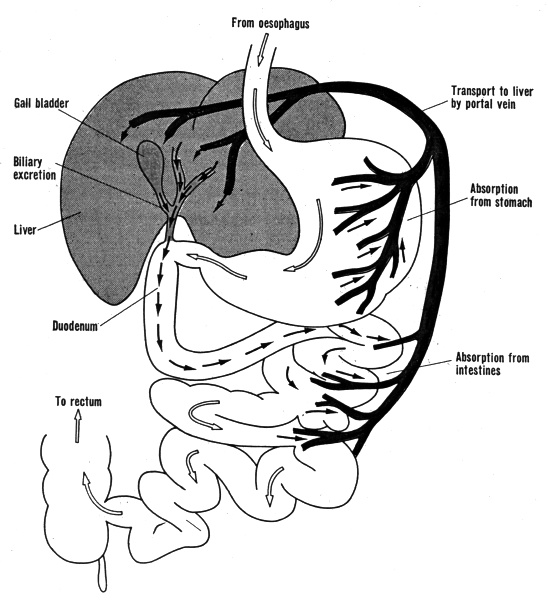 From oesophagus
Gall bladder
Transport to liver
by portal vein
Biliary
excretion
Absorption
from stomach
Liver
Duodenum
Absorption from
intestines
To rectum